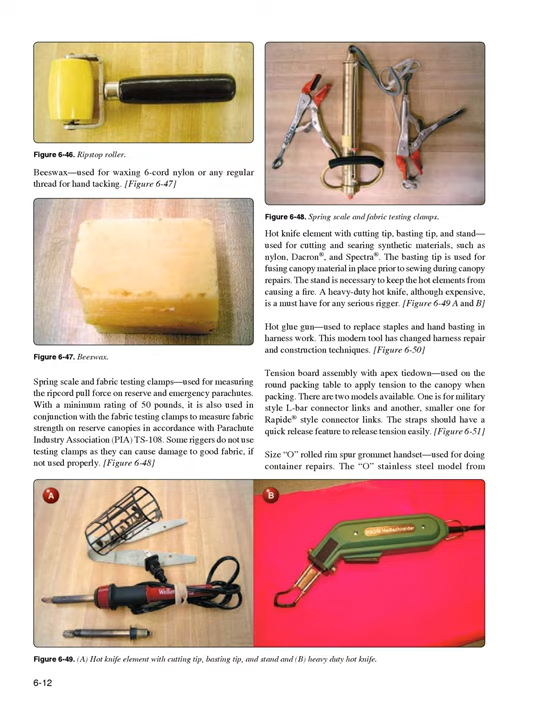 Figure 6-46. Ripstop roller.
Beeswax—used for waxing 6-cord nylon or any regular
thread for hand tacking. [Figure 6-47]
Figure 6-47. Beeswax.
Spring scale and fabric testing clamps—used for measuring
the ripcord pull force on reserve and emergency parachutes.
With a minimum rating of 50 pounds, it is also used in
conjunction with the fabric testing clamps to measure fabric
strength on reserve canopies in accordance with Parachute
Industry Association (PIA) TS-108. Some riggers do not use
testing clamps as they can cause damage to good fabric, if
not used properly. [Figure 6-48]
Figure 6-48. Spring scale and fabric testing clamps.
Hot knife element with cutting tip, basting tip, and stand—
used for cutting and searing synthetic materials, such as
nylon, Dacron®, and Spectra®. The basting tip is used for
fusing canopy material in place prior to sewing during canopy
repairs. The stand is necessary to keep the hot elements from
causing a fire. A heavy-duty hot knife, although expensive,
is a must have for any serious rigger. [Figure 6-49 A and B]
Hot glue gun—used to replace staples and hand basting in
harness work. This modern tool has changed harness repair
and construction techniques. [Figure 6-50]
Tension board assembly with apex tiedown—used on the
round packing table to apply tension to the canopy when
packing. There are two models available. One is for military
style L-bar connector links and another, smaller one for
Rapide® style connector links. The straps should have a
quick release feature to release tension easily. [Figure 6-51]
Size “O” rolled rim spur grommet handset—used for doing
container repairs. The “O” stainless steel model from
A
B
Figure 6-49. (A) Hot knife element with cutting tip, basting tip, and stand and (B) heavy duty hot knife.
6-12